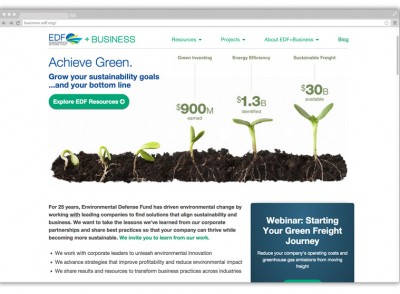 business.edf.org/
EDF + BUSINESS
Resources
Projects
About EDF+Business
Blog
Achieve Green.
Grow your sustainability goals
...and your bottom line
Explore EDF Resources
Green Investing
Energy Efficiency
Sustainable Freight
$900M
earned
$1.3B
identified
$30B
available
For 25 years, Environmental Defense Fund has driven environmental change by
working with leading companies to find solutions that align sustainability and
business. We want to take the lessons we've learned from our corporate
partnerships and share best practices so that your company can thrive while
becoming more sustainable. We invite you to learn from our work.
We work with corporate leaders to unleash environmental innovation
We advance strategies that improve profitability and reduce environmental impact
We share results and resources to transform business practices across industries
Webinar: Starting
Your Green Freight
Journey
Reduce your company's operating costs and
greenhouse gas emissions from moving
freight